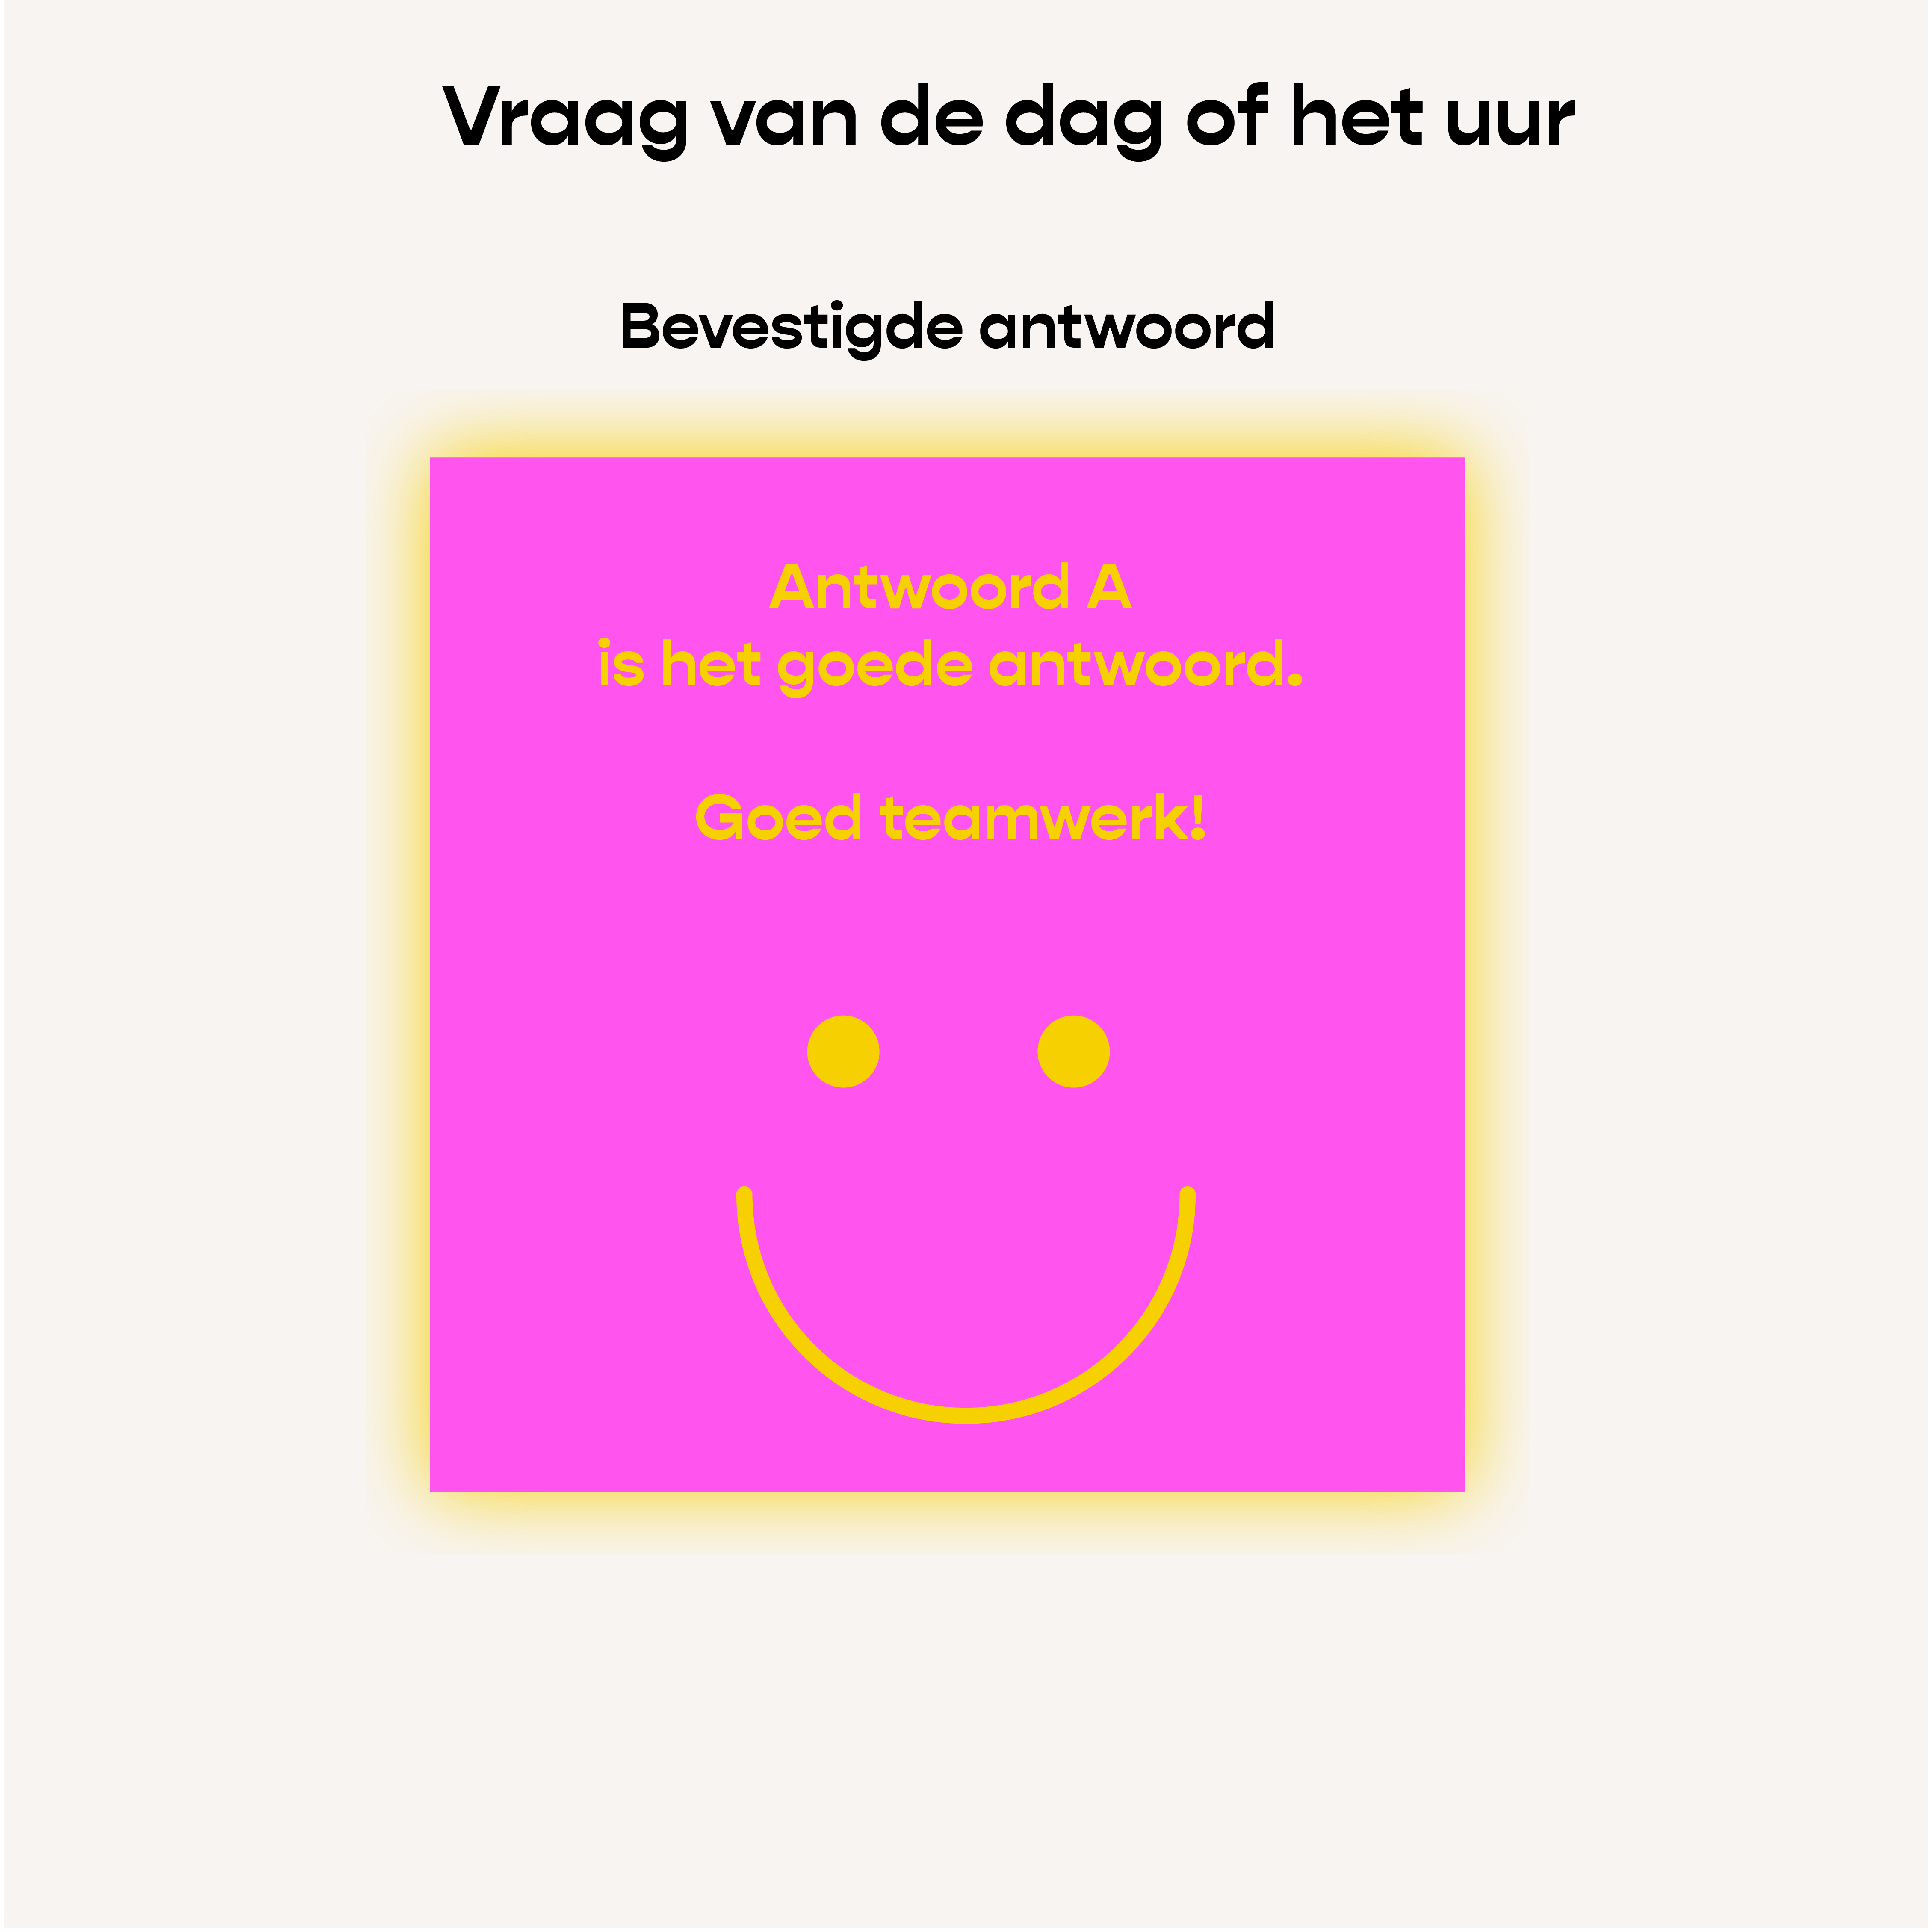 Vraag van de dag of het uur
Bevestigde antwoord
Antwoord A
is het goede antwoord.
Goed teamwerk!